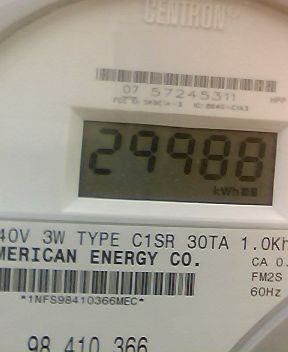 CENTRON®
07 57245311
29988
kWh
40V 3W TYPE C1SR 30TA 1.0Kh
MERICAN ENERGY CO.
CA 0.
FM2S
60Hz
*1NFS98410366MEC*
98 410 366